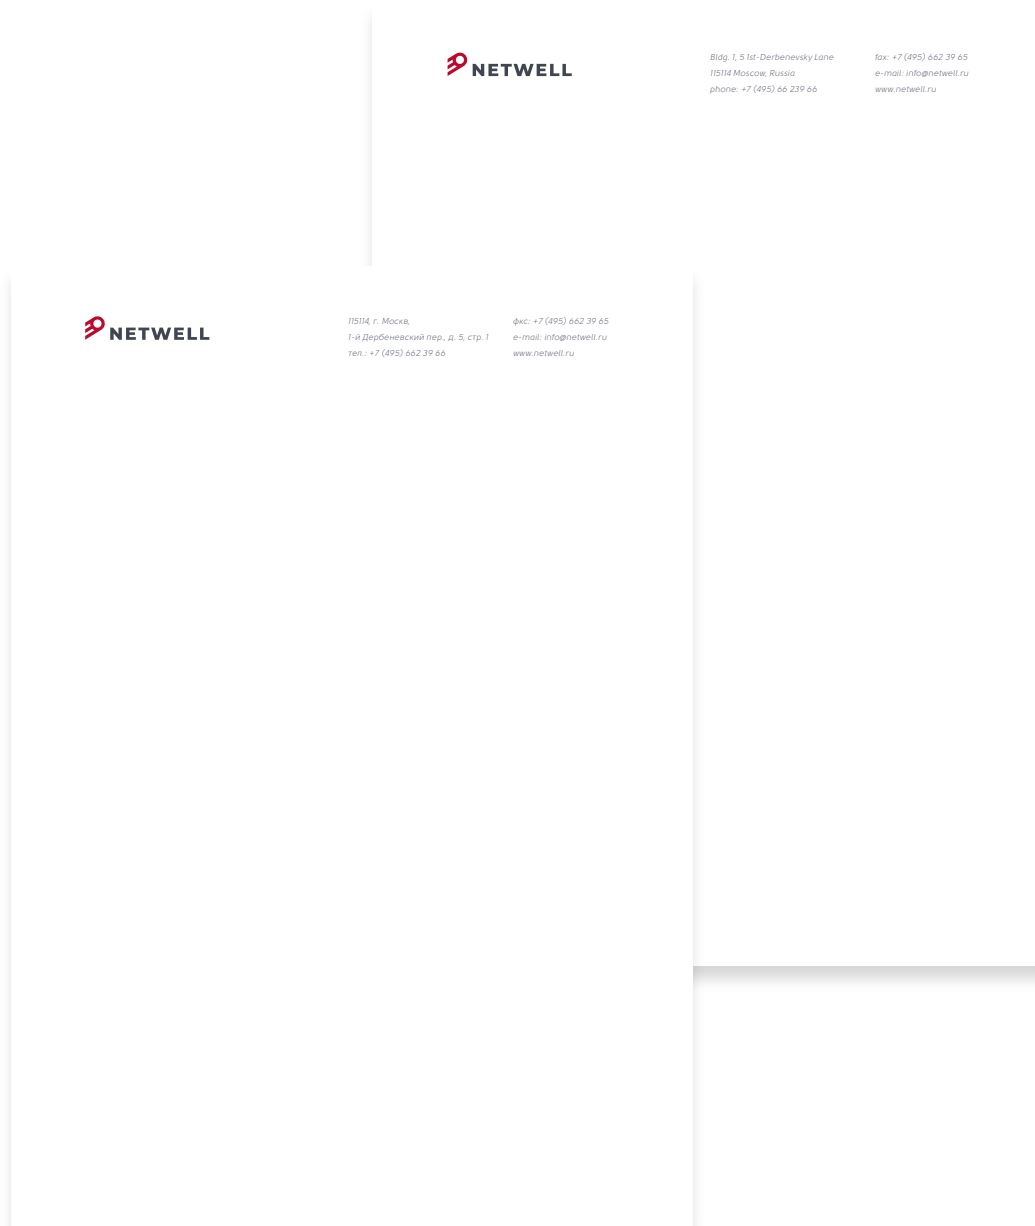 NETWELL
Bldg. 1, 5 1st-Derbenevsky Lane
115114 Moscow, Russia
phone: +7 (495) 66 239 66
fax: +7 (495) 662 39 65
e-mail: info@netwell.ru
www.netwell.ru
NETWELL
115114, г. Москв,
1-й Дербеневский пер., д. 5, стр. 1
тел.: +7 (495) 662 39 66
фкс: +7 (495) 662 39 65
e-mail: info@netwell.ru
www.netwell.ru